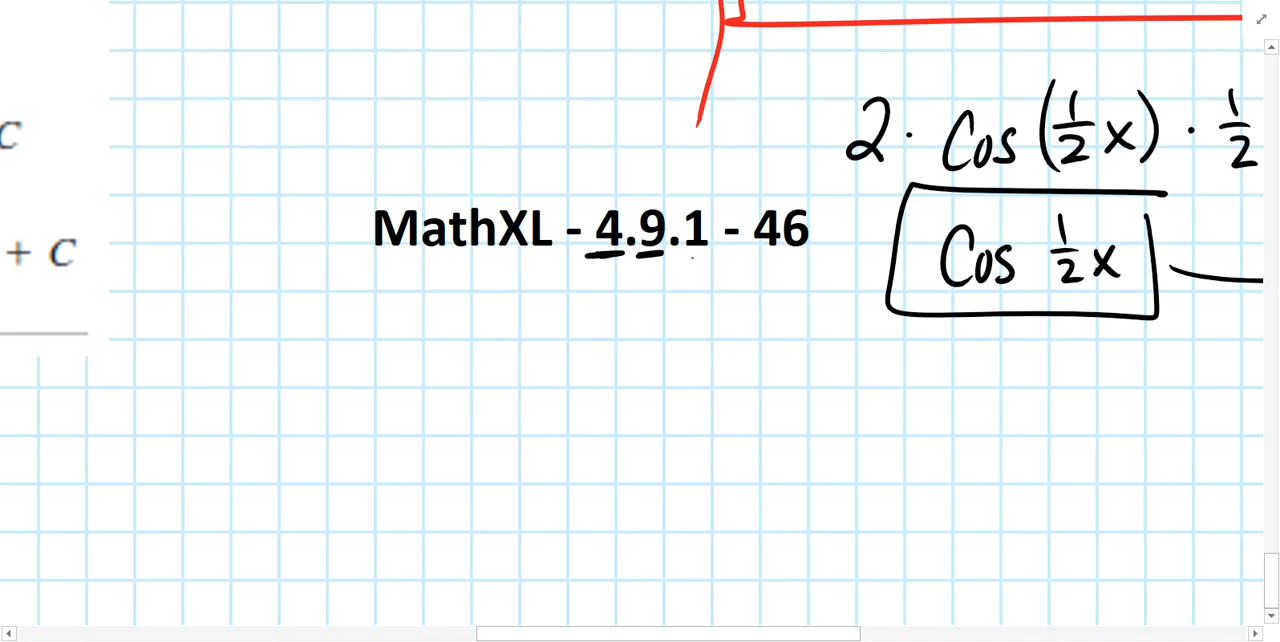 C
+ C
MathXL - 4.9.1 - 46
2 · Cos (1/2 x) · 1/2
Cos 1/2 x